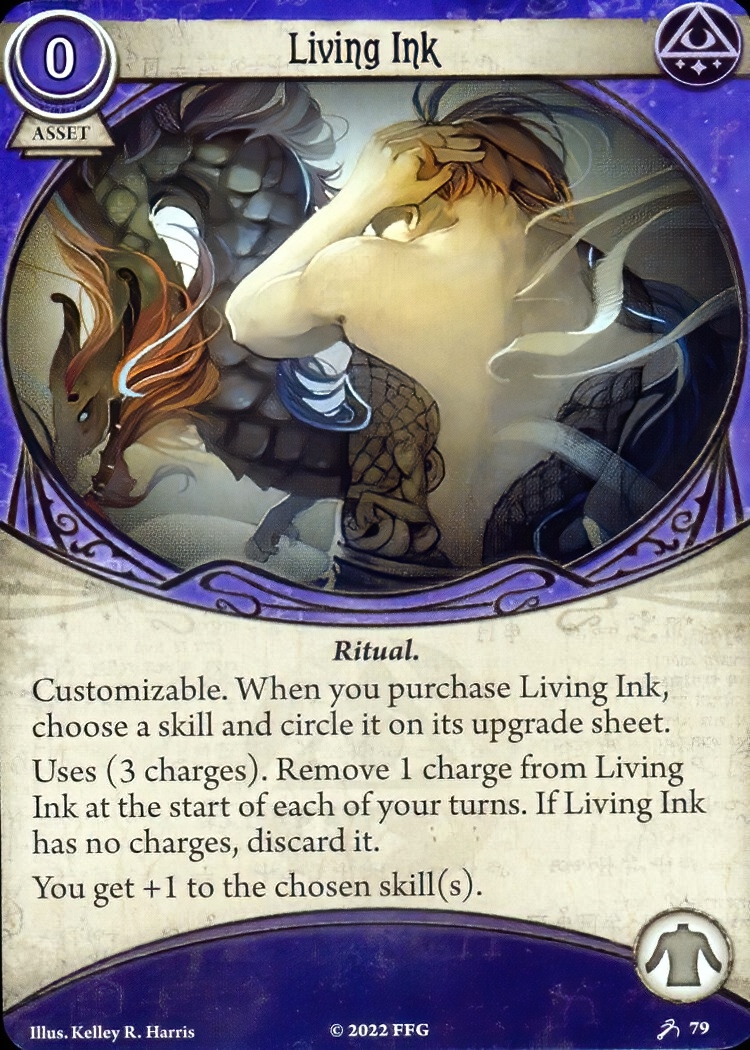 0
Living Ink
ASSET
Ritual.
Customizable. When you purchase Living Ink,
choose a skill and circle it on its upgrade sheet.
Uses (3 charges). Remove 1 charge from Living
Ink at the start of each of your turns. If Living Ink
has no charges, discard it.
You get +1 to the chosen skill(s).
Illus. Kelley R. Harris
© 2022 FFG
79